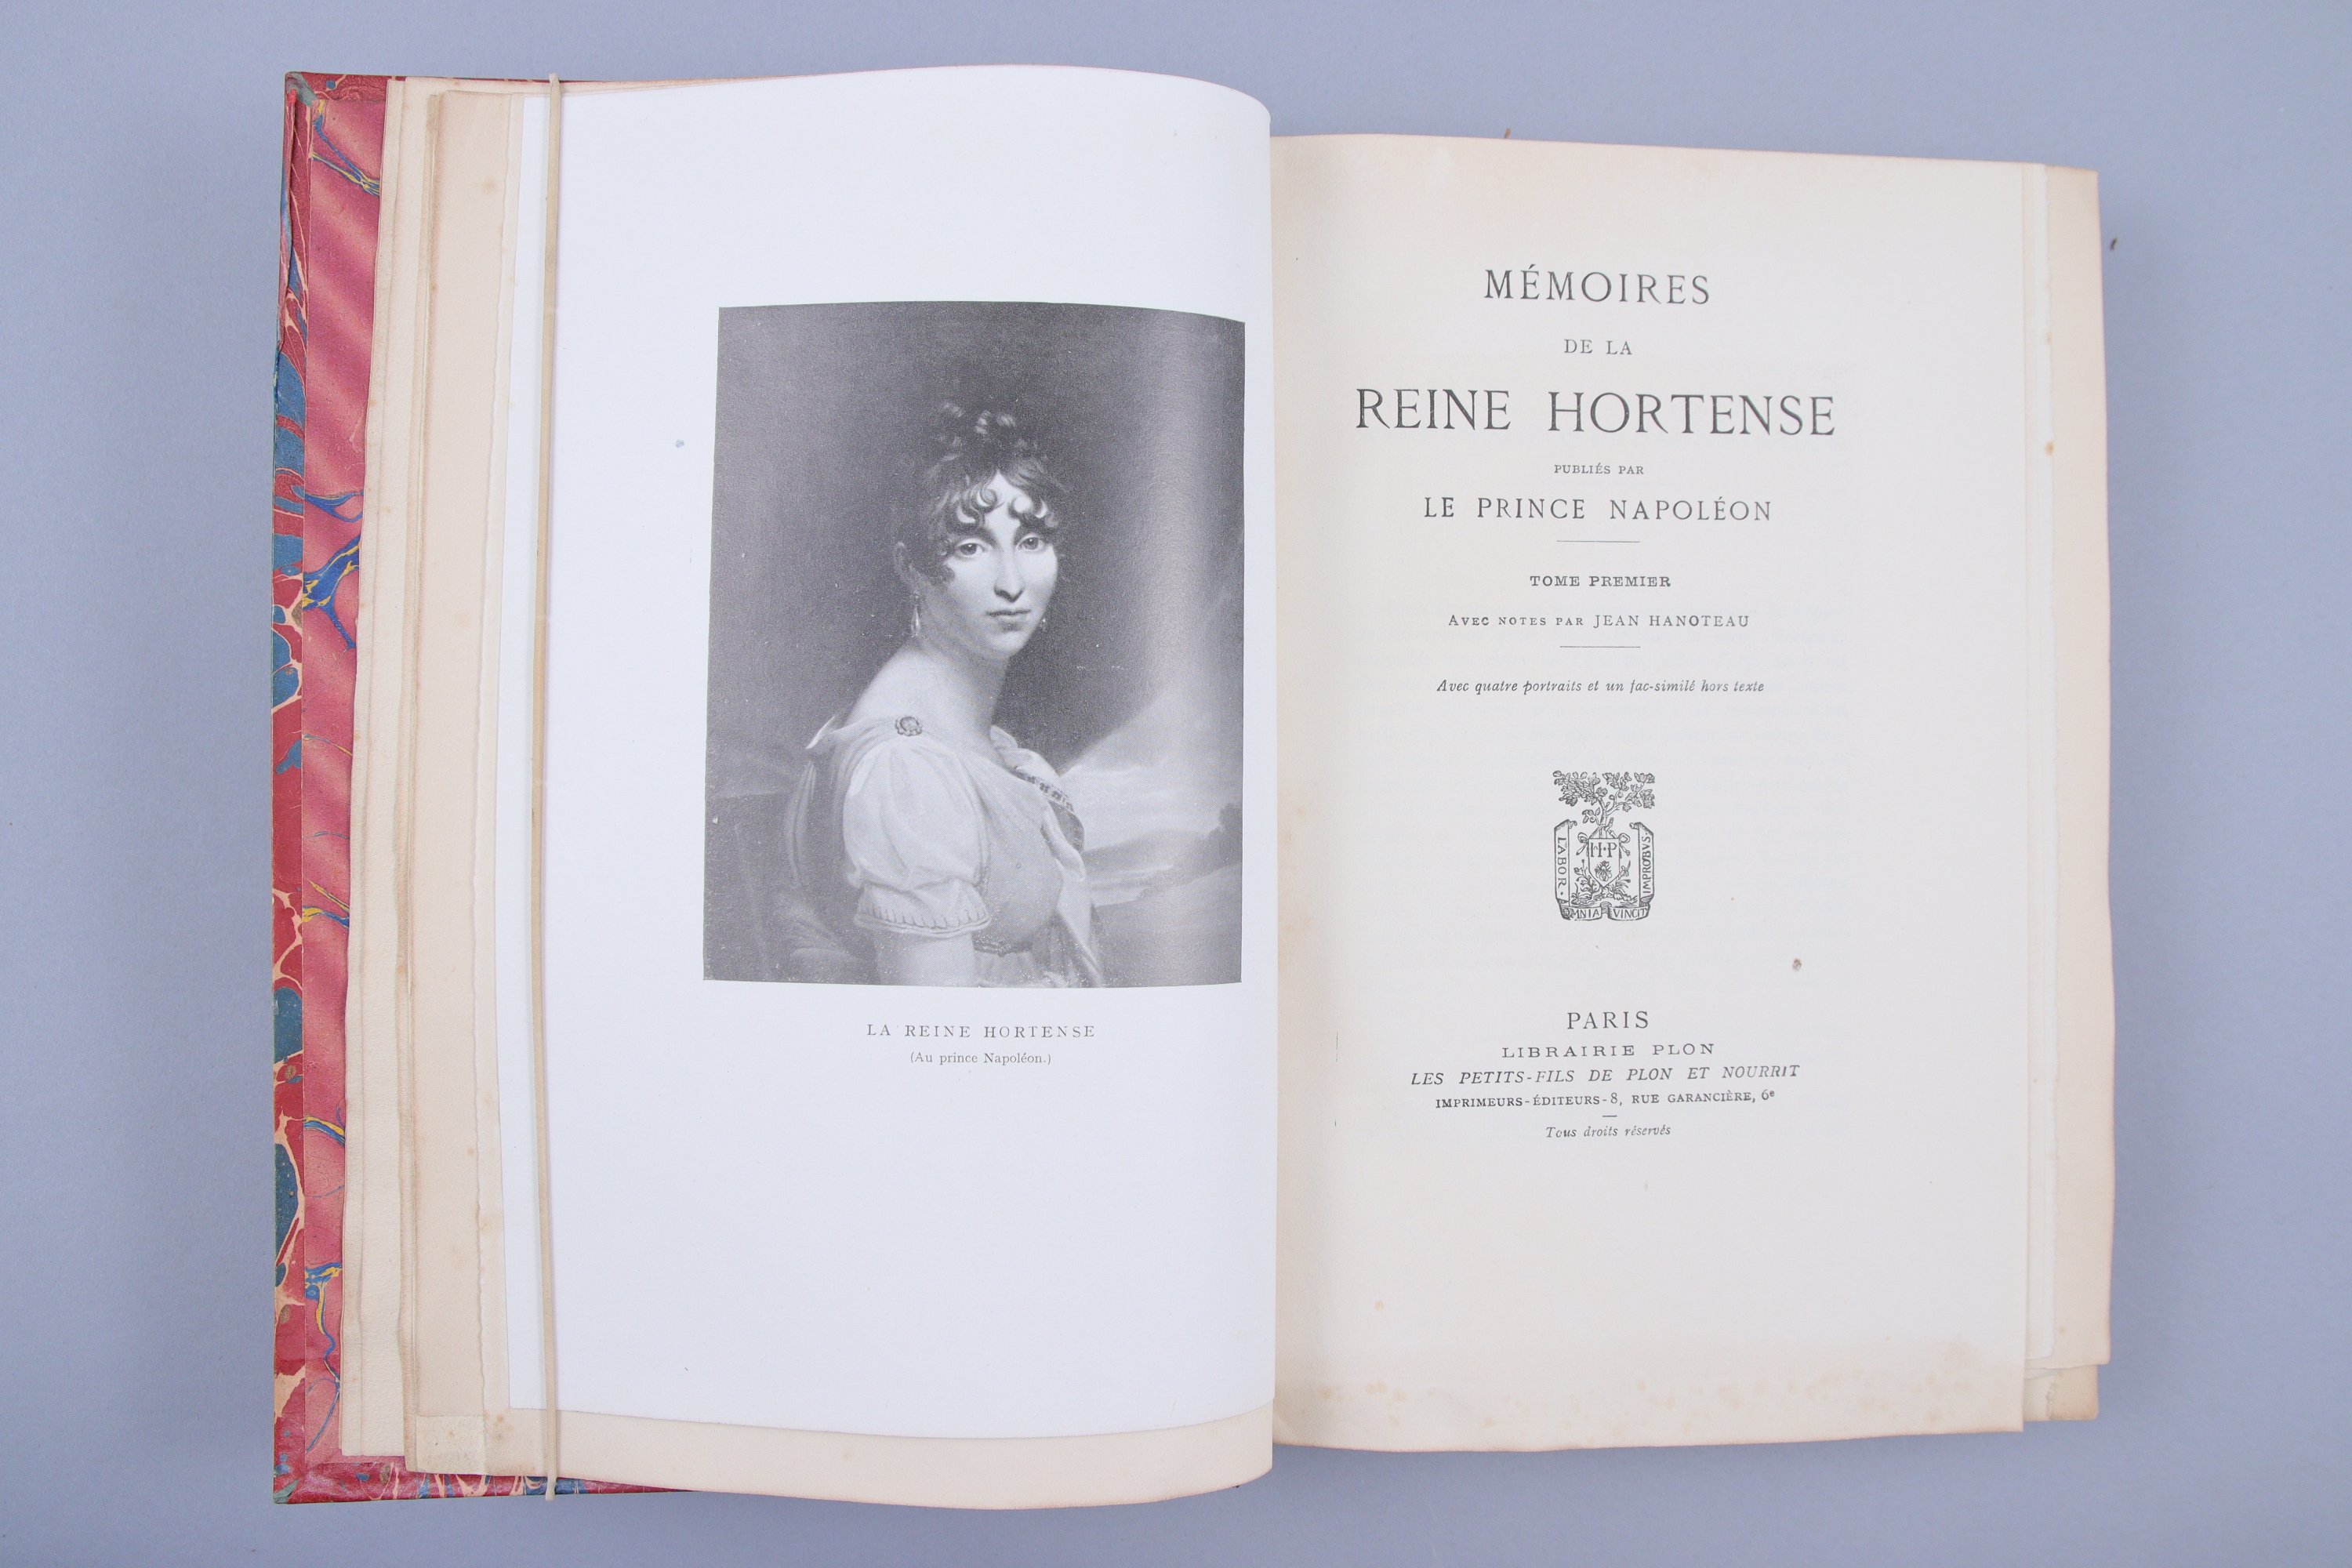 LA REINE HORTENSE
(Au prince Napoléon.)
MÉMOIRES
DE LA
REINE HORTENSE
PUBLIÉS PAR
LE PRINCE NAPOLÉON
TOME PREMIER
AVEC NOTES PAR JEAN HANOTEAU
Avec quatre portraits et un fac-similé hors texte
H·P
LABOR·
OMNIA VINCIT
IMPROBVS·
PARIS
LIBRAIRIE PLON
LES PETITS-FILS DE PLON ET NOURRIT
IMPRIMEURS-ÉDITEURS-8, RUE GARANCIÈRE, 6e
Tous droits réservés